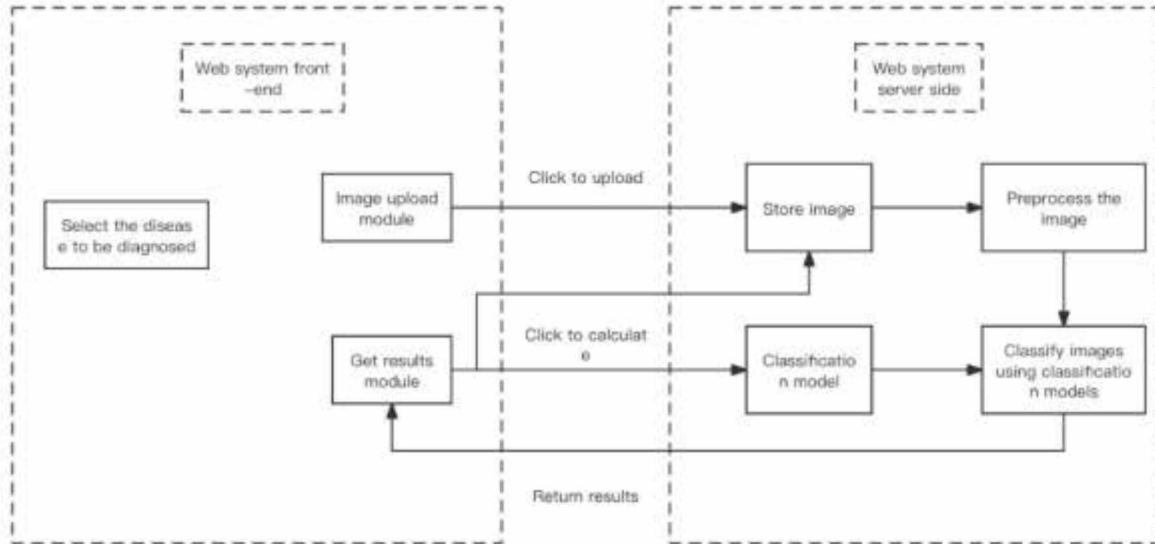 Web system front
-end
Web system
server side
Click to upload
Image upload
module
Store image
Preprocess the
image
Select the diseas
e to be diagnosed
Click to calculat
e
Get results
module
Classificatio
n model
Classify images
using classificatio
n models
Return results